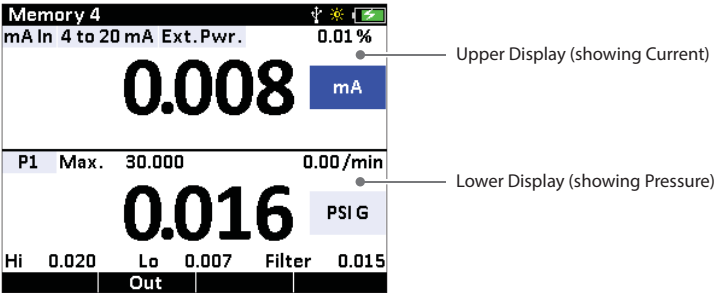 Memory 4
mA In 4 to 20 mA Ext.Pwr. 0.01 %
Upper Display (showing Current)
0.008 mA
P1 Max. 30.000 0.00 /min
Lower Display (showing Pressure)
0.016 PSI G
Hi 0.020 Lo 0.007 Filter 0.015
Out